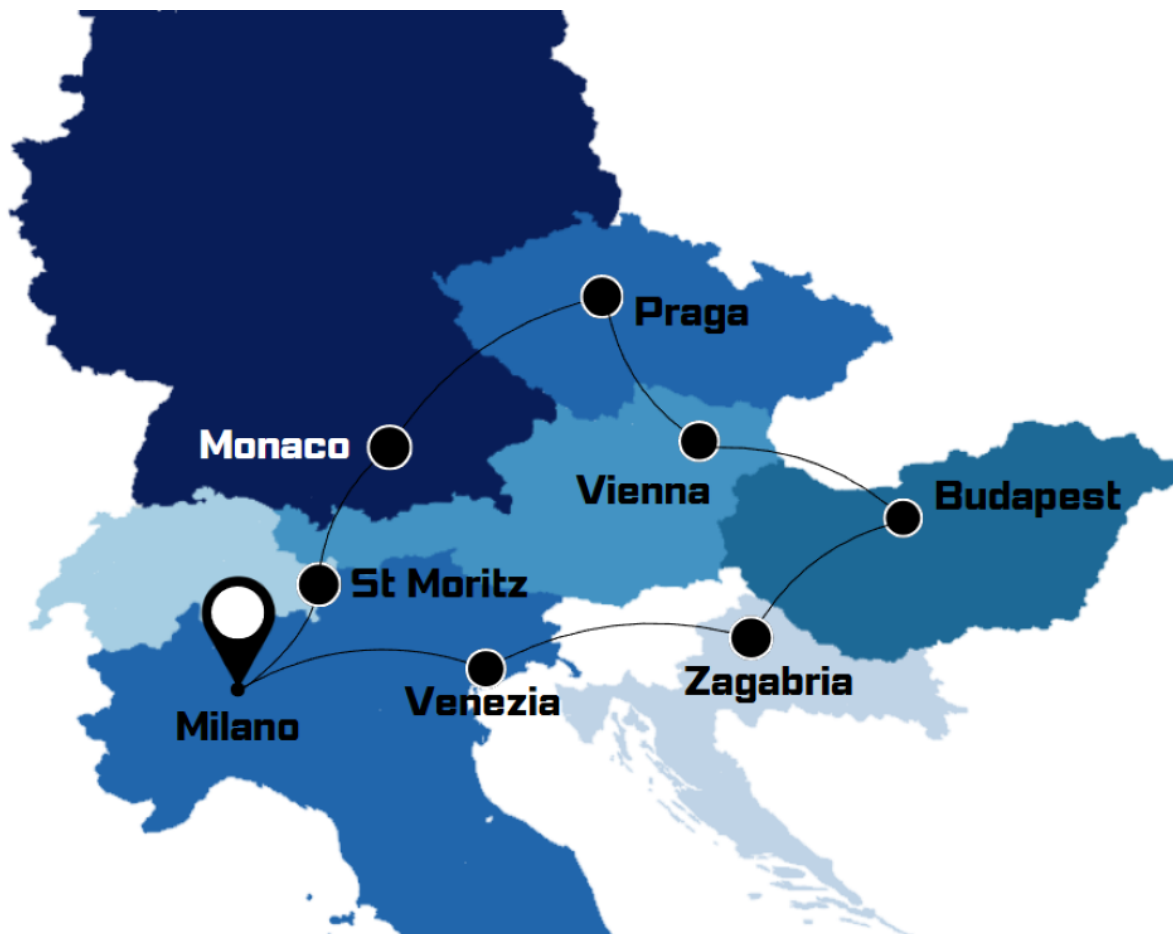 Praga
Monaco
Vienna
Budapest
St Moritz
Venezia
Zagabria
Milano